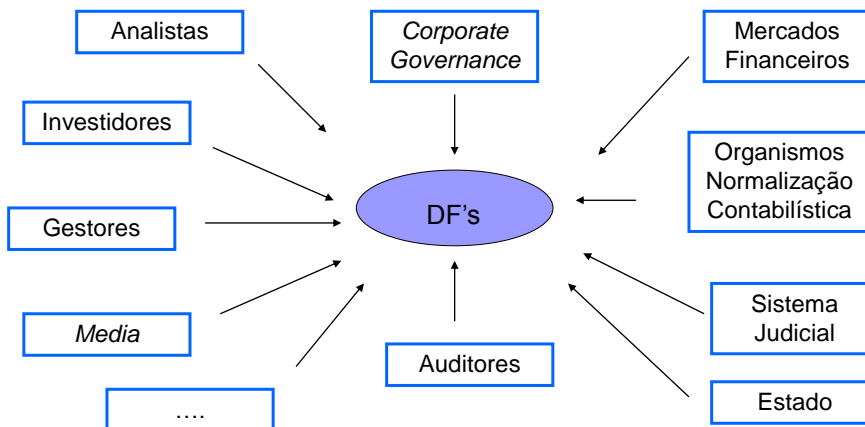 Analistas
Corporate
Governance
Mercados
Financeiros
Investidores
Organismos
Normalização
Contabilística
DF's
Gestores
Media
Sistema
Judicial
Auditores
Estado
....